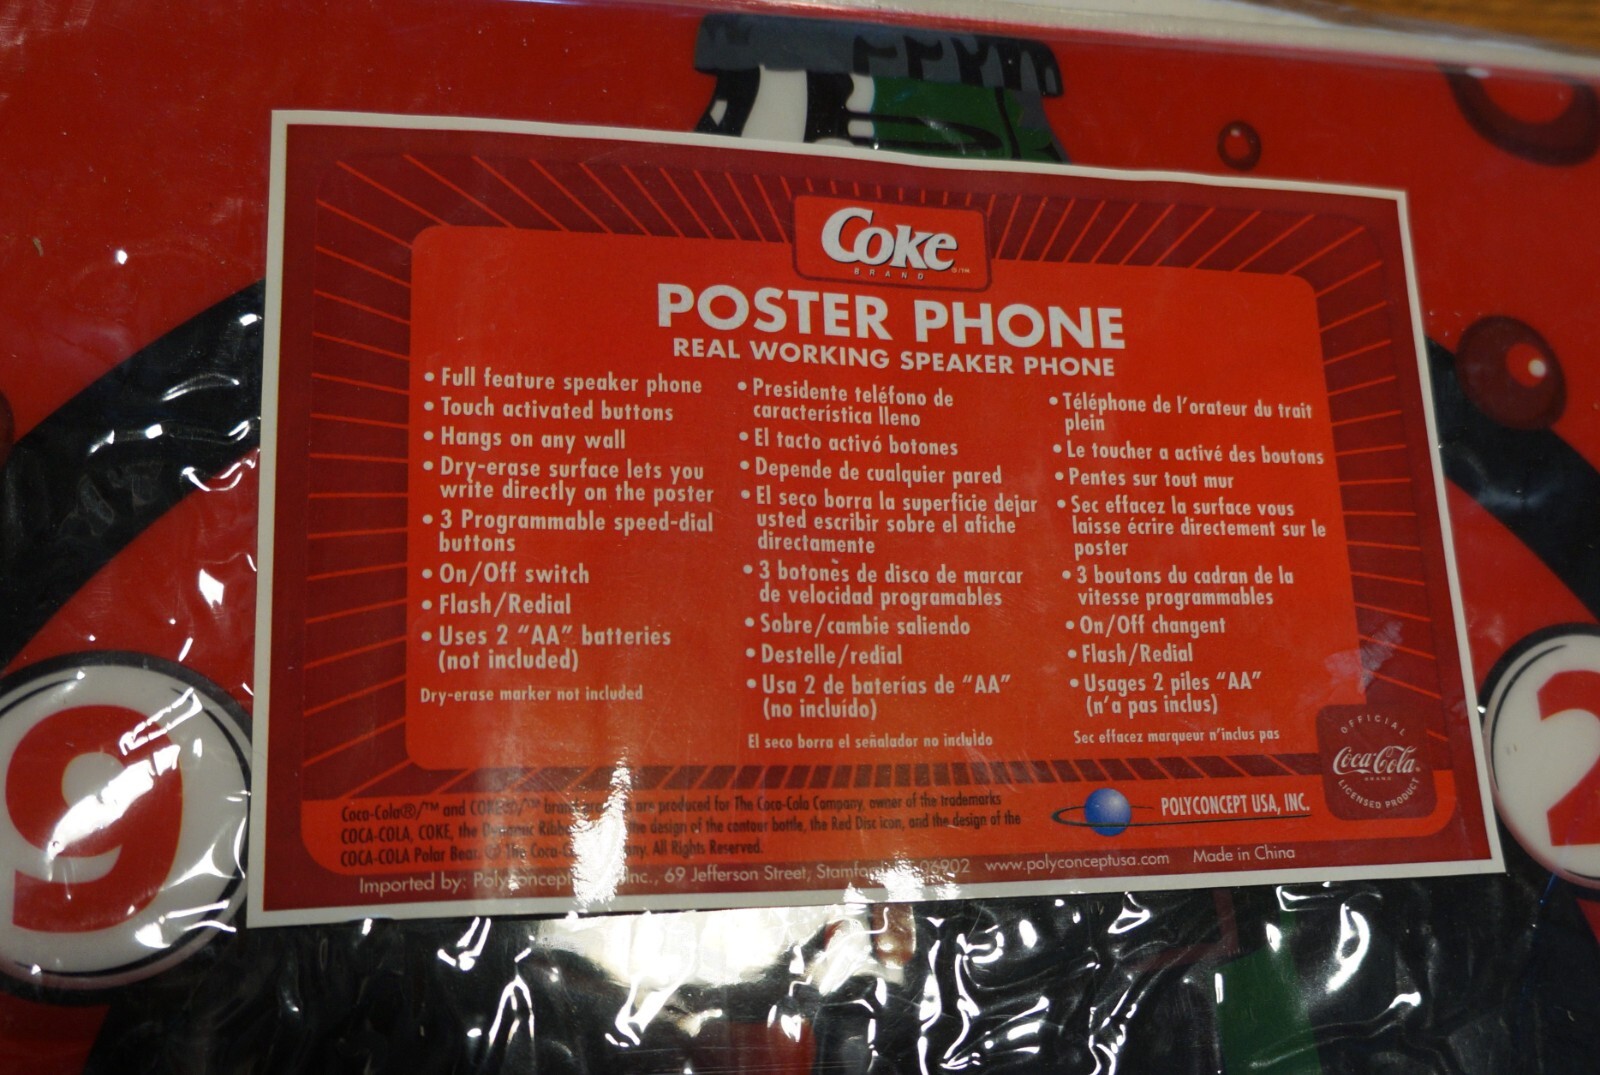 Coke
BRAND
®/™
POSTER PHONE
REAL WORKING SPEAKER PHONE
• Full feature speaker phone
• Touch activated buttons
• Hangs on any wall
• Dry-erase surface lets you
write directly on the poster
• 3 Programmable speed-dial
buttons
• On/Off switch
• Flash/Redial
• Uses 2 “AA” batteries
(not included)
Dry-erase marker not included
• Presidente teléfono de
característica lleno
• El tacto activó botones
• Depende de cualquier pared
• El seco borra la superficie dejar
usted escribir sobre el afiche
directamente
• 3 botones de disco de marcar
de velocidad programables
• Sobre/cambie saliendo
• Destelle/redial
• Usa 2 de baterías de “AA”
(no incluído)
El seco borra el señalador no incluìdo
• Téléphone de l’orateur du trait
plein
• Le toucher a activé des boutons
• Pentes sur tout mur
• Sec effacez la surface vous
laisse écrire directement sur le
poster
• 3 boutons du cadran de la
vitesse programmables
• On/Off changent
• Flash/Redial
• Usages 2 piles “AA”
(n’a pas inclus)
Sec effacez marqueur n’inclus pas
OFFICIAL
Coca-Cola
BRAND
LICENSED PRODUCT
Coca-Cola®/™ and are produced for The Coca-Cola Company, owner of the trademarks
COCA-COLA, COKE, the the design of the contour bottle, the Red Disc icon, and the design of the
COCA-COLA Polar Bear. © The All Rights Reserved.
POLYCONCEPT USA, INC.
Imported by: Inc., 69 Jefferson Street, 06902 www.polyconceptusa.com Made in China
9
2